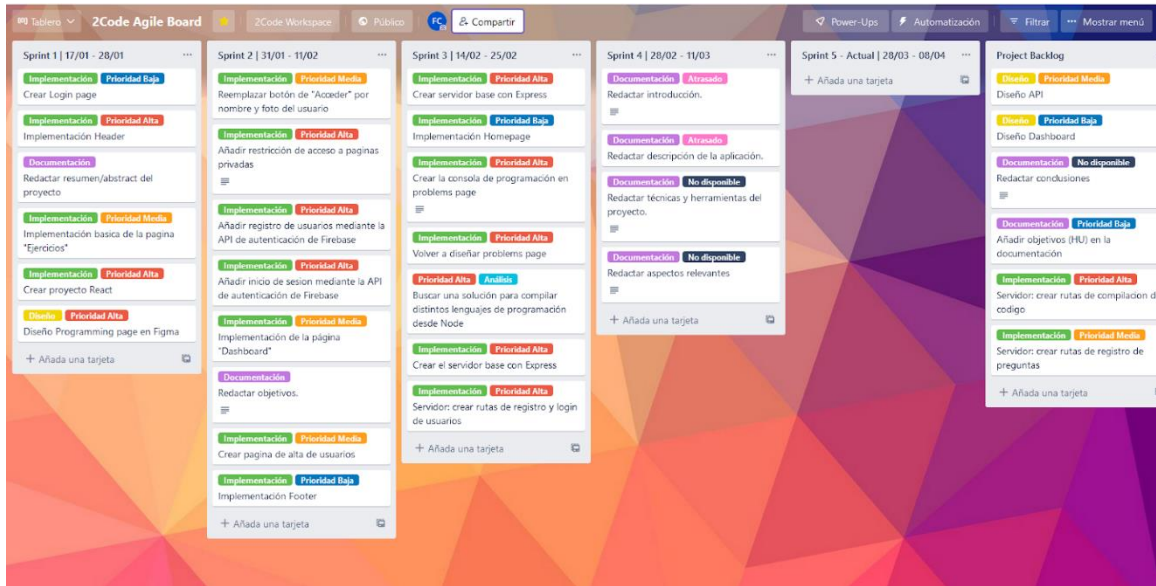 Tablero
2Code Agile Board
2Code Workspace
Público
FC
Compartir
Power-Ups
Automatización
Filtrar
Mostrar menú
Sprint 1 | 17/01 - 28/01
Implementación Prioridad Baja
Crear Login page
Implementación Prioridad Alta
Implementación Header
Documentación
Redactar resumen/abstract del
proyecto
Implementación Prioridad Media
Implementación basica de la pagina
"Ejercicios"
Implementación Prioridad Alta
Crear proyecto React
Diseño Prioridad Alta
Diseño Programming page en Figma
+ Añada una tarjeta
Sprint 2 | 31/01 - 11/02
Implementación Prioridad Media
Reemplazar botón de "Acceder" por
nombre y foto del usuario
Implementación Prioridad Alta
Añadir restricción de acceso a paginas
privadas
Implementación Prioridad Alta
Añadir registro de usuarios mediante la
API de autenticación de Firebase
Implementación Prioridad Alta
Añadir inicio de sesion mediante la API
de autenticación de Firebase
Implementación Prioridad Media
Implementación de la página
"Dashboard"
Documentación
Redactar objetivos.
Implementación Prioridad Media
Crear pagina de alta de usuarios
Implementación Prioridad Baja
Implementación Footer
+ Añada una tarjeta
Sprint 3 | 14/02 - 25/02
Implementación Prioridad Alta
Crear servidor base con Express
Implementación Prioridad Baja
Implementación Homepage
Implementación Prioridad Alta
Crear la consola de programación en
problems page
Implementación Prioridad Alta
Volver a diseñar problems page
Prioridad Alta Análisis
Buscar una solución para compilar
distintos lenguajes de programación
desde Node
Implementación Prioridad Alta
Crear el servidor base con Express
Implementación Prioridad Alta
Servidor: crear rutas de registro y login
de usuarios
+ Añada una tarjeta
Sprint 4 | 28/02 - 11/03
Documentación Atrasado
Redactar introducción.
Documentación Atrasado
Redactar descripción de la aplicación.
Documentación No disponible
Redactar técnicas y herramientas del
proyecto.
Documentación No disponible
Redactar aspectos relevantes
+ Añada una tarjeta
Sprint 5 - Actual | 28/03 - 08/04
+ Añada una tarjeta
Project Backlog
Diseño Prioridad Media
Diseño API
Diseño Prioridad Baja
Diseño Dashboard
Documentación No disponible
Redactar conclusiones
Documentación Prioridad Baja
Añadir objetivos (HU) en la
documentación
Implementación Prioridad Alta
Servidor: crear rutas de compilacion d
codigo
Implementación Prioridad Media
Servidor: crear rutas de registro de
preguntas
+ Añada una tarjeta